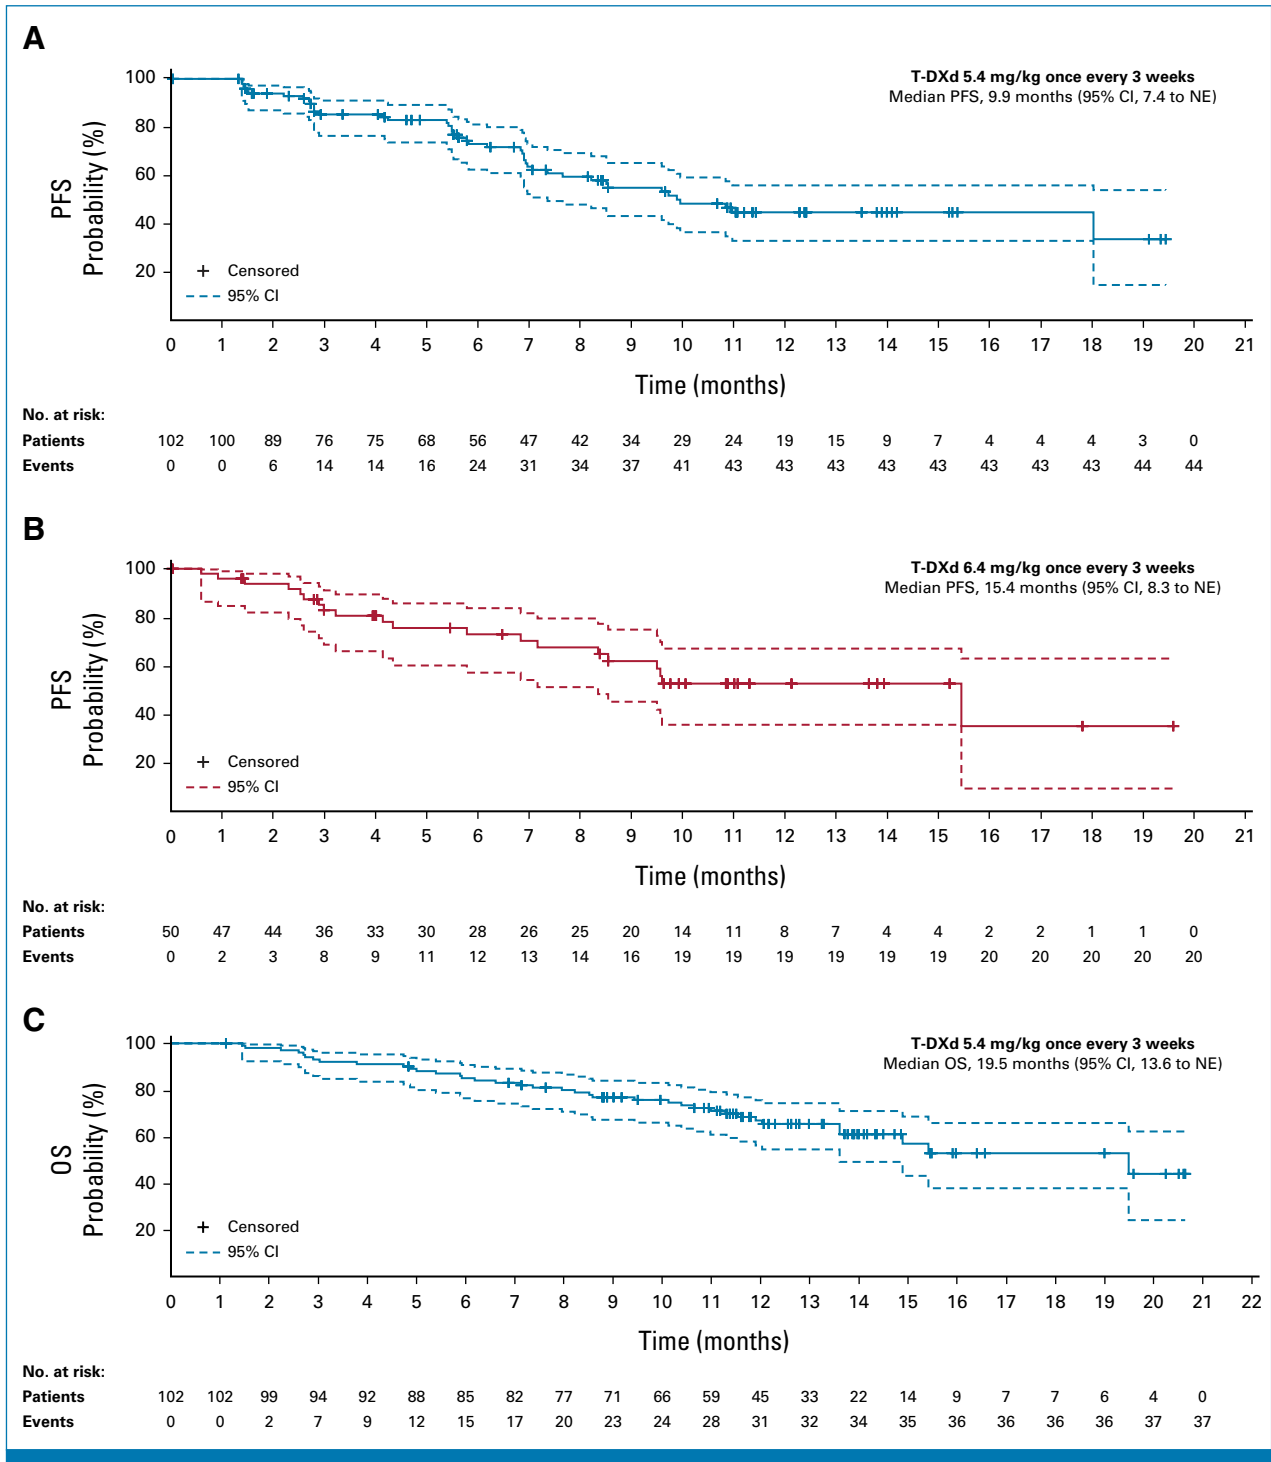 A
T-DXd 5.4 mg/kg once every 3 weeks
Median PFS, 9.9 months (95% CI, 7.4 to NE)
PFS
Probability (%)
100
80
60
40
20
Censored
95% CI
0 1 2 3 4 5 6 7 8 9 10 11 12 13 14 15 16 17 18 19 20 21
Time (months)
No. at risk:
Patients 102 100 89 76 75 68 56 47 42 34 29 24 19 15 9 7 4 4 4 3 0
Events 0 0 6 14 14 16 24 31 34 37 41 43 43 43 43 43 43 43 43 44 44
B
T-DXd 6.4 mg/kg once every 3 weeks
Median PFS, 15.4 months (95% CI, 8.3 to NE)
PFS
Probability (%)
100
80
60
40
20
Censored
95% CI
0 1 2 3 4 5 6 7 8 9 10 11 12 13 14 15 16 17 18 19 20 21
Time (months)
No. at risk:
Patients 50 47 44 36 33 30 28 26 25 20 14 11 8 7 4 4 2 2 1 1 0
Events 0 2 3 8 9 11 12 13 14 16 19 19 19 19 19 19 20 20 20 20 20
C
T-DXd 5.4 mg/kg once every 3 weeks
Median OS, 19.5 months (95% CI, 13.6 to NE)
OS
Probability (%)
100
80
60
40
20
Censored
95% CI
0 1 2 3 4 5 6 7 8 9 10 11 12 13 14 15 16 17 18 19 20 21 22
Time (months)
No. at risk:
Patients 102 102 99 94 92 88 85 82 77 71 66 59 45 33 22 14 9 7 7 6 4 0
Events 0 0 2 7 9 12 15 17 20 23 24 28 31 32 34 35 36 36 36 36 37 37